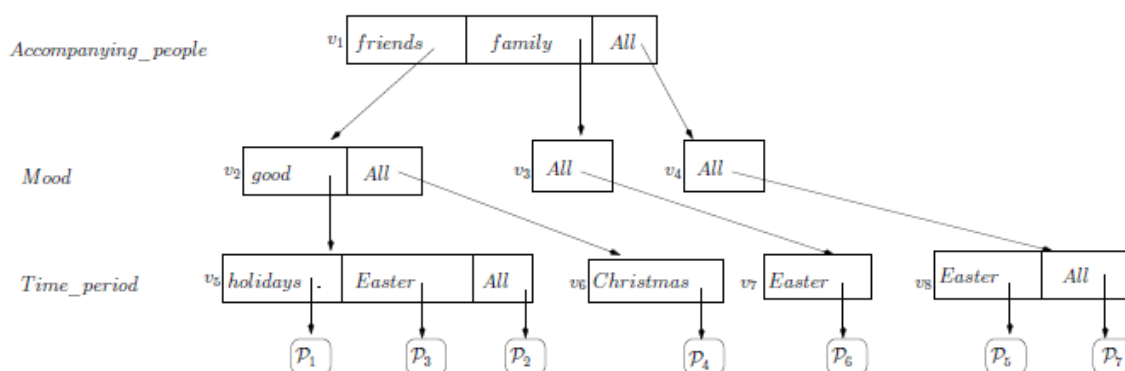 Accompanying_people v1 friends family All
Mood v2 good All v3 All v4 All
Time_period v5 holidays . Easter All v6 Christmas v7 Easter v8 Easter All
P1 P3 P2 P4 P6 P5 P7